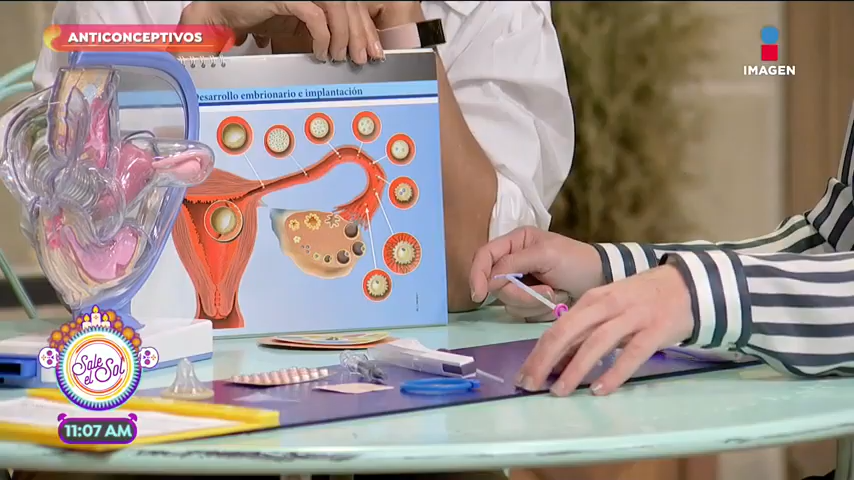 ANTICONCEPTIVOS
IMAGEN
Desarrollo embrionario e implantación
Sale
el Sol
11:07 AM